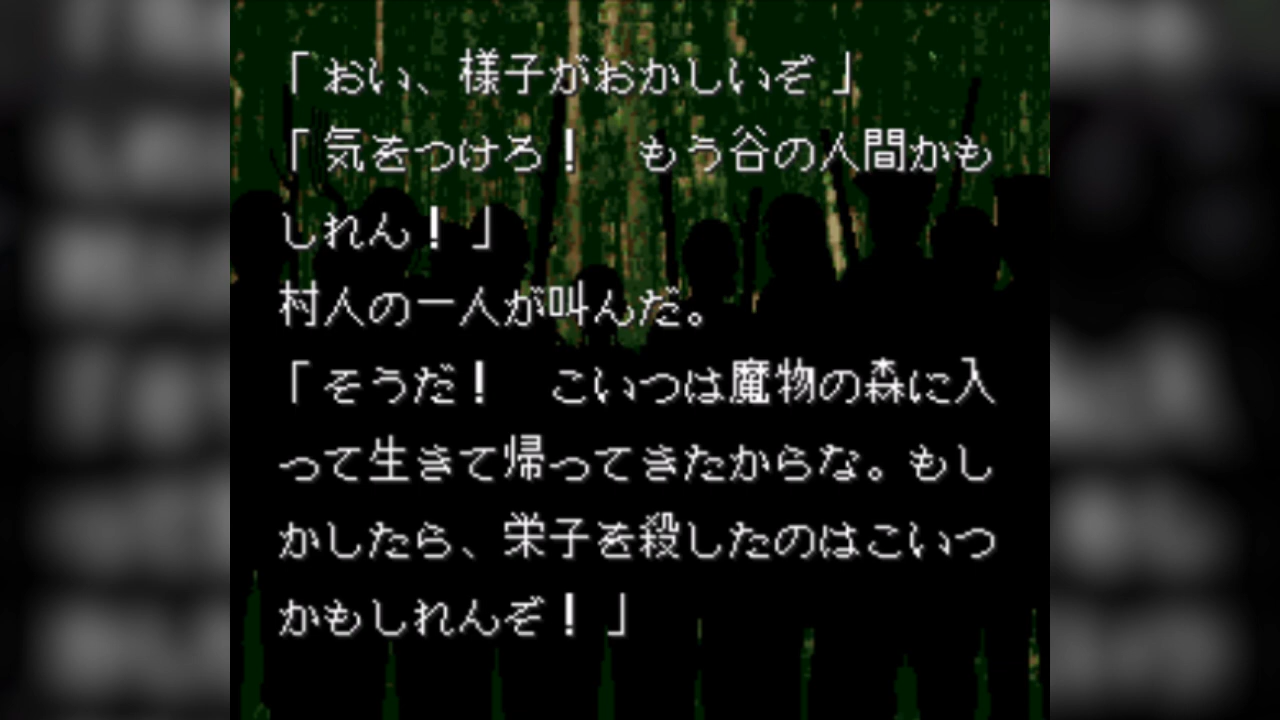 「おい、様子がおかしいぞ」
「気をつけろ！　もう谷の人間かも
しれん！」
村人の一人が叫んだ。
「そうだ！　こいつは魔物の森に入
って生きて帰ってきたからな。もし
かしたら、栄子を殺したのはこいつ
かもしれんぞ！」